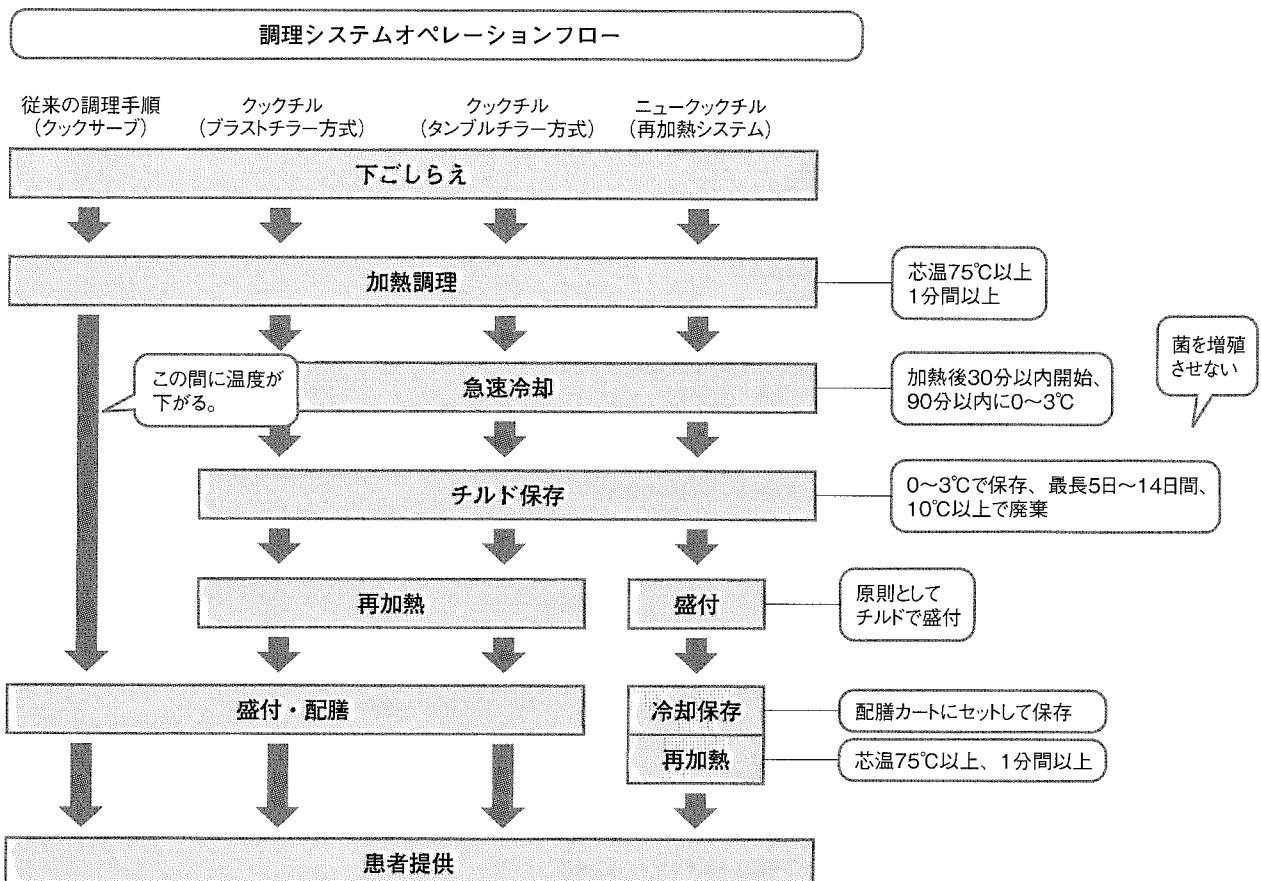 調理システムオペレーションフロー
従来の調理手順
(クックサーブ)
クックチル
(ブラストチラー方式)
クックチル
(タンブルチラー方式)
ニュークックチル
(再加熱システム)
下ごしらえ
加熱調理
芯温75℃以上
1分間以上
この間に温度が
下がる。
急速冷却
加熱後30分以内開始、
90分以内に0～3℃
菌を増殖
させない
チルド保存
0～3℃で保存、最長5日～14日間、
10℃以上で廃棄
再加熱
盛付
原則として
チルドで盛付
盛付・配膳
冷却保存
配膳カートにセットして保存
再加熱
芯温75℃以上、1分間以上
患者提供